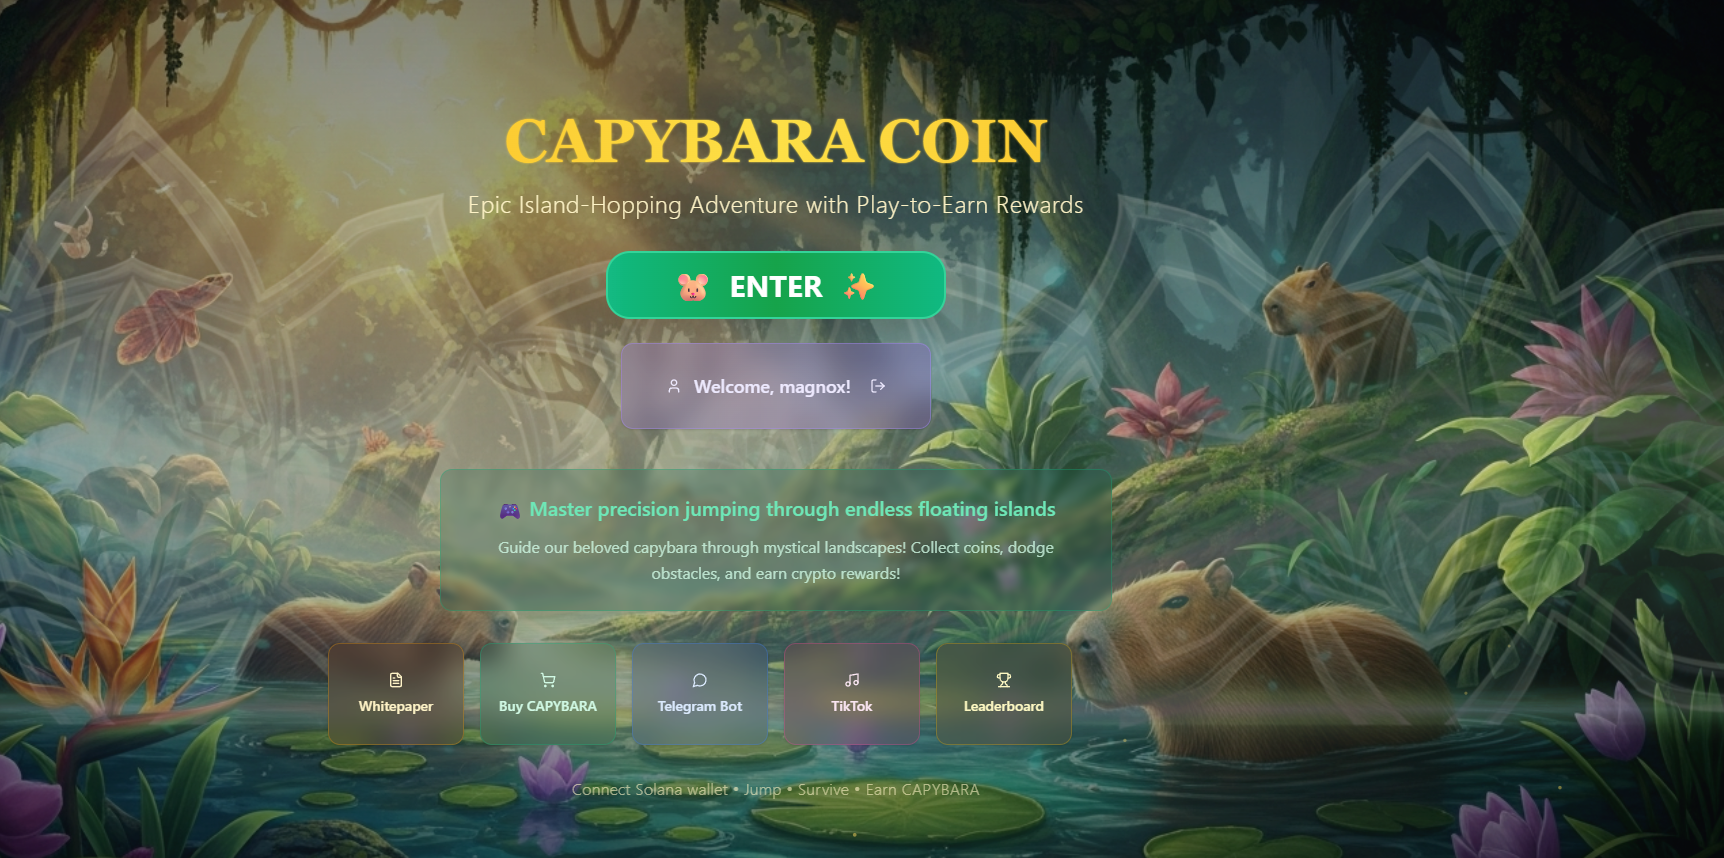 CAPYBARA COIN
Epic Island-Hopping Adventure with Play-to-Earn Rewards
🐹 ENTER ✨
Welcome, magnox!
🎮 Master precision jumping through endless floating islands
Guide our beloved capybara through mystical landscapes! Collect coins, dodge
obstacles, and earn crypto rewards!
Whitepaper
Buy CAPYBARA
Telegram Bot
TikTok
Leaderboard
Connect Solana wallet • Jump • Survive • Earn CAPYBARA